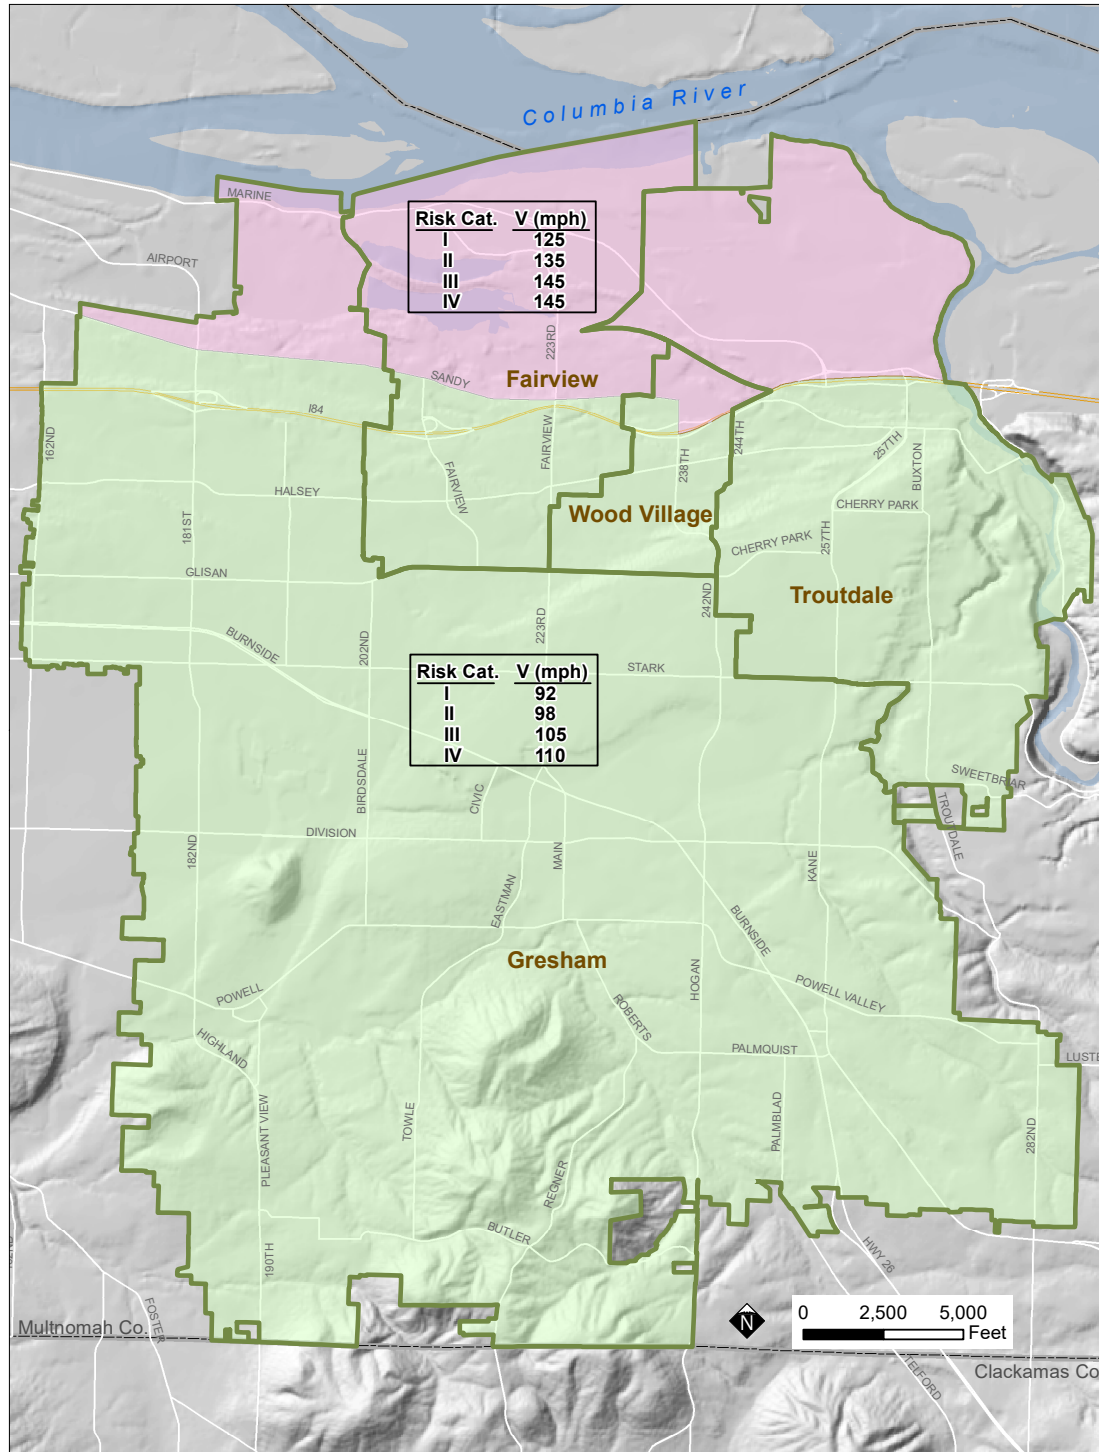 Columbia River
MARINE
Risk Cat. V (mph)
I 125
II 135
III 145
IV 145
AIRPORT
223RD
SANDY
Fairview
I84
162ND
181ST
HALSEY
FAIRVIEW
FAIRVIEW
238TH
244TH
257TH
BUXTON
CHERRY PARK
Wood Village
CHERRY PARK
257TH
GLISAN
Troutdale
242ND
223RD
202ND
BURNSIDE
STARK
Risk Cat. V (mph)
I 92
II 98
III 105
IV 110
BIRDSDALE
CIVIC
SWEETBRIAR
TROUTDALE
DIVISION
182ND
MAIN
KANE
EASTMAN
BURNSIDE
Gresham
HOGAN
POWELL
POWELL VALLEY
ROBERTS
HIGHLAND
PALMQUIST
LUSTE
PLEASANT VIEW
TOWLE
PALMBLAD
282ND
REGNER
BUTLER
190TH
HWY 26
FOSTER
Multnomah Co.
N
0 2,500 5,000
Feet
TELFORD
Clackamas Co